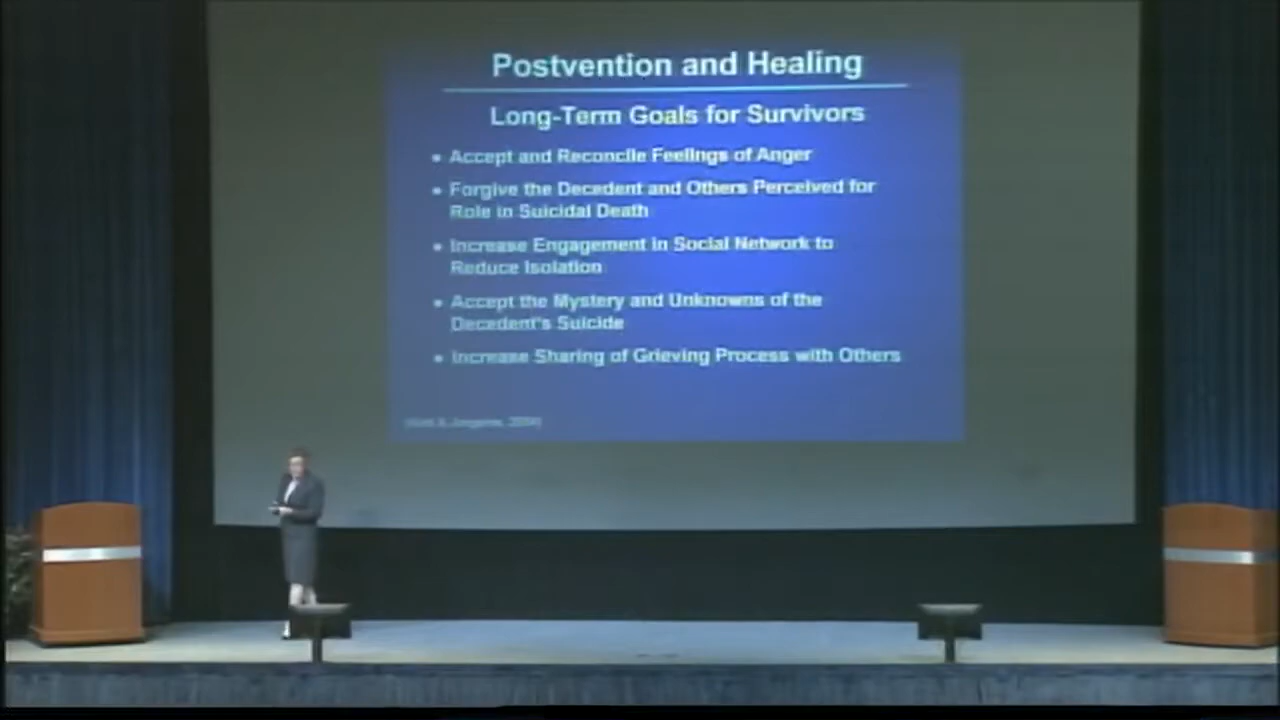 Postvention and Healing
Long-Term Goals for Survivors
• Accept and Reconcile Feelings of Anger
• Forgive the Decedent and Others Perceived for
Role in Suicidal Death
• Increase Engagement in Social Network to
Reduce Isolation
• Accept the Mystery and Unknowns of the
Decedent's Suicide
• Increase Sharing of Grieving Process with Others